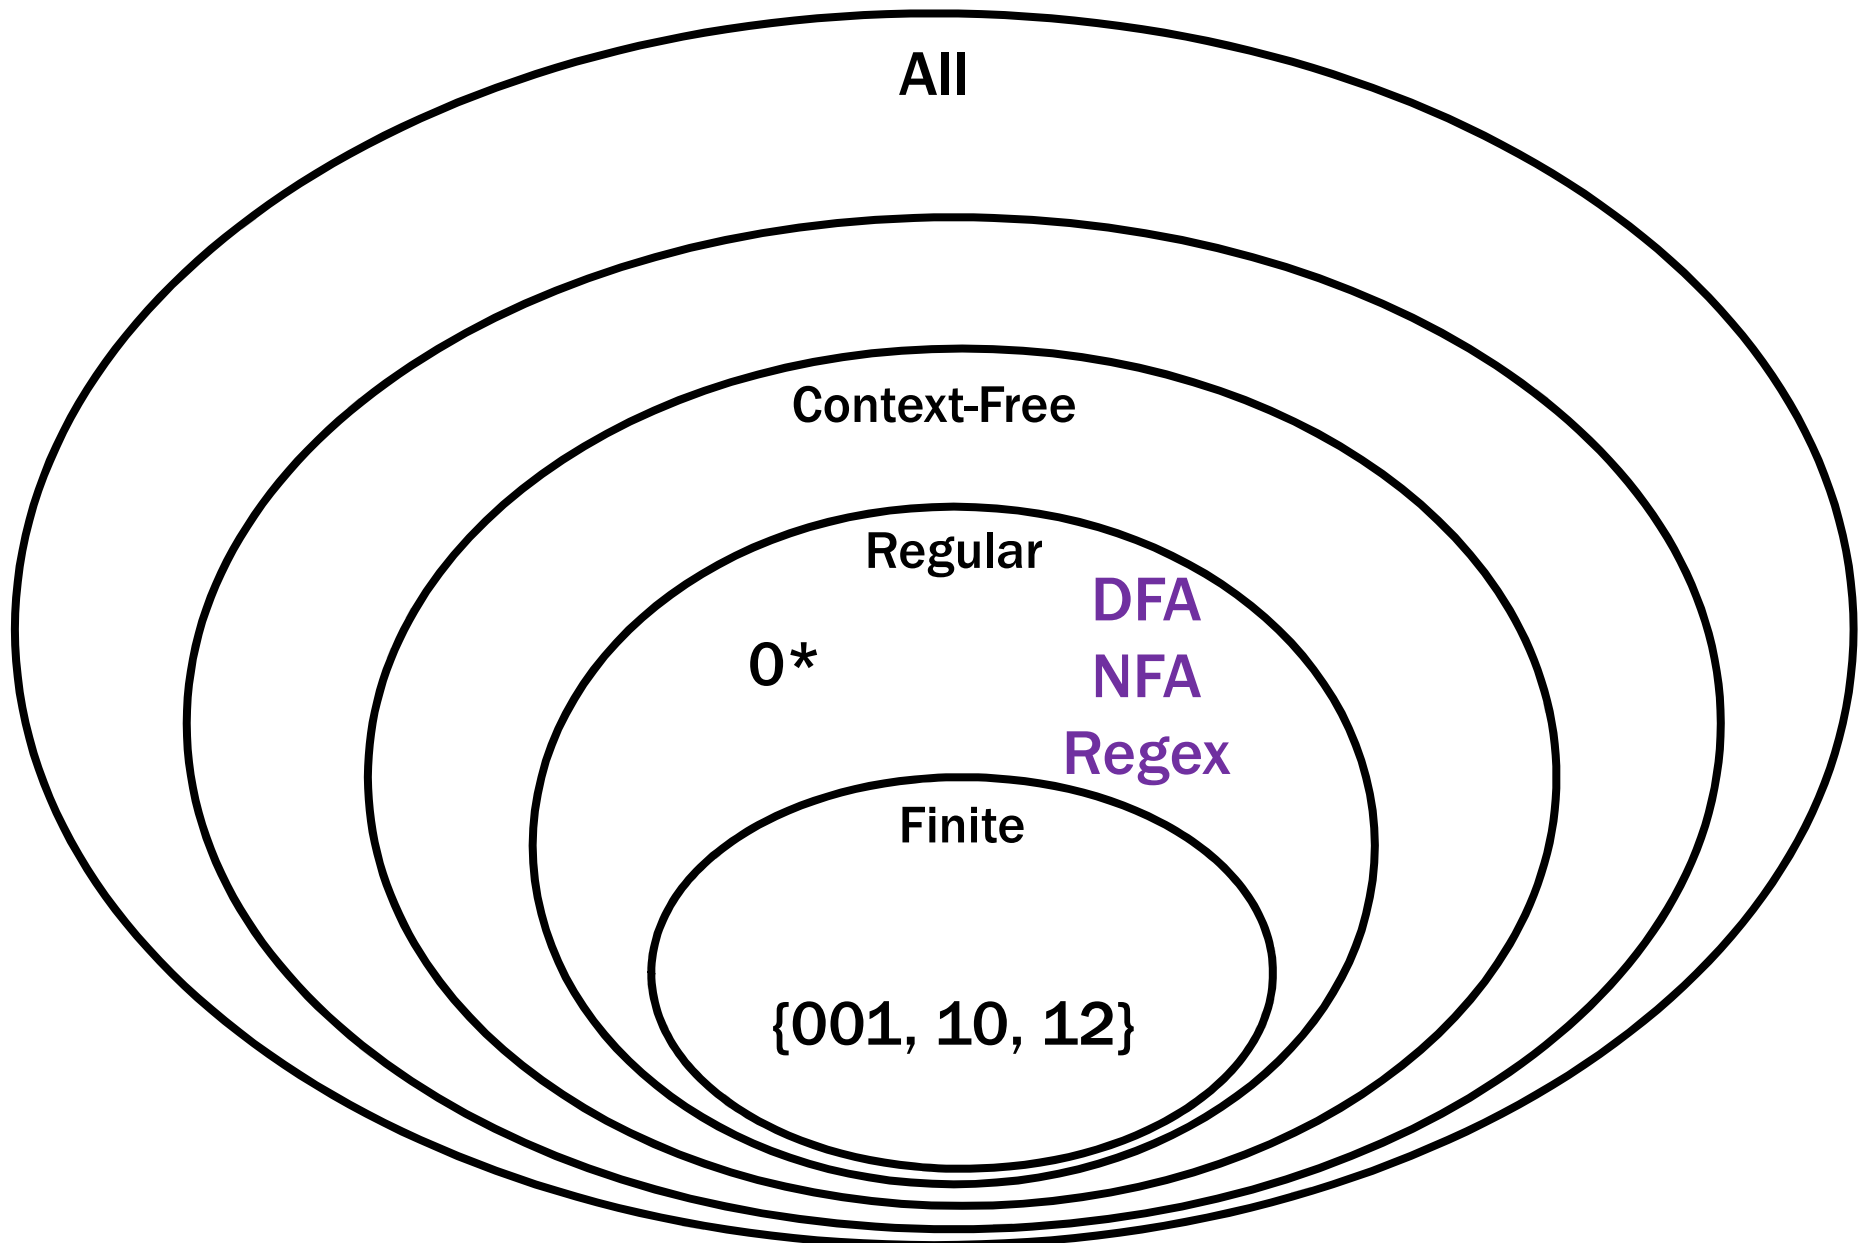 All
Context-Free
Regular
DFA
0*
NFA
Regex
Finite
{001, 10, 12}